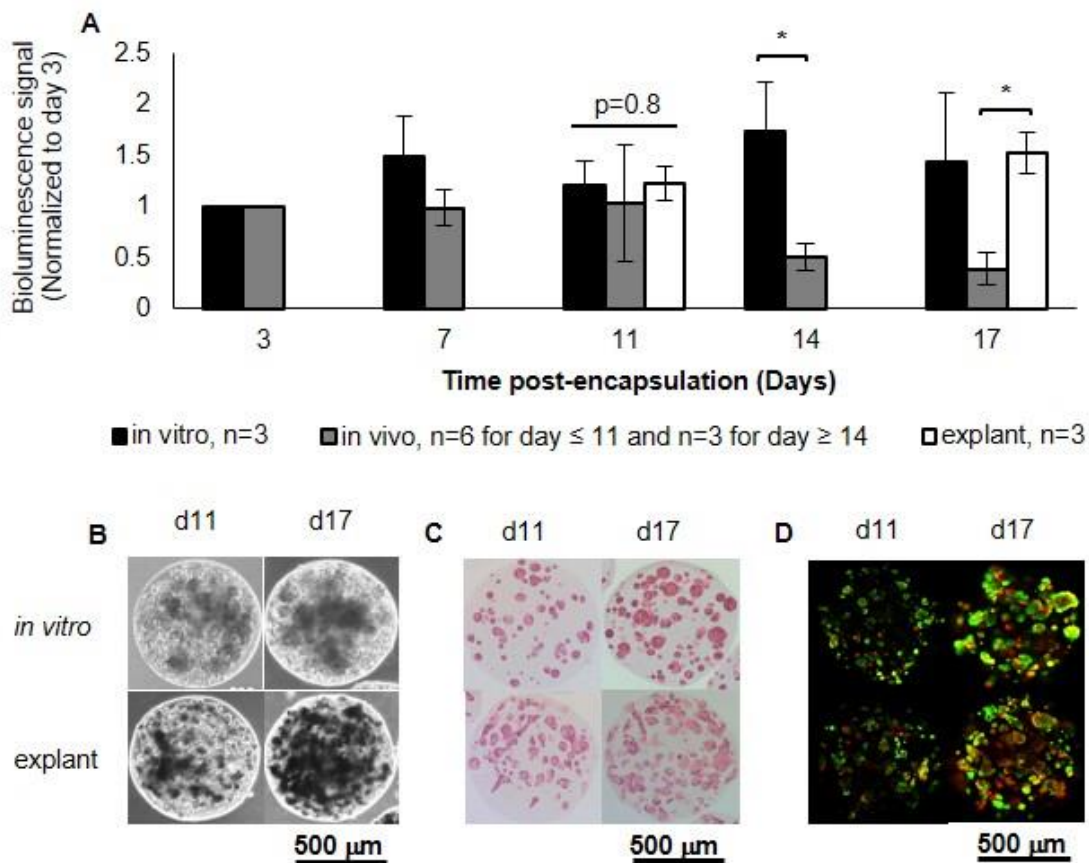 A
Bioluminescence signal
(Normalized to day 3)
2.5
2
1.5
1
0.5
0
p=0.8
*
*
3 7 11 14 17
Time post-encapsulation (Days)
in vitro, n=3 in vivo, n=6 for day ≤ 11 and n=3 for day ≥ 14 explant, n=3
B d11 d17 C d11 d17 D d11 d17
in vitro
explant
500 µm 500 µm 500 µm